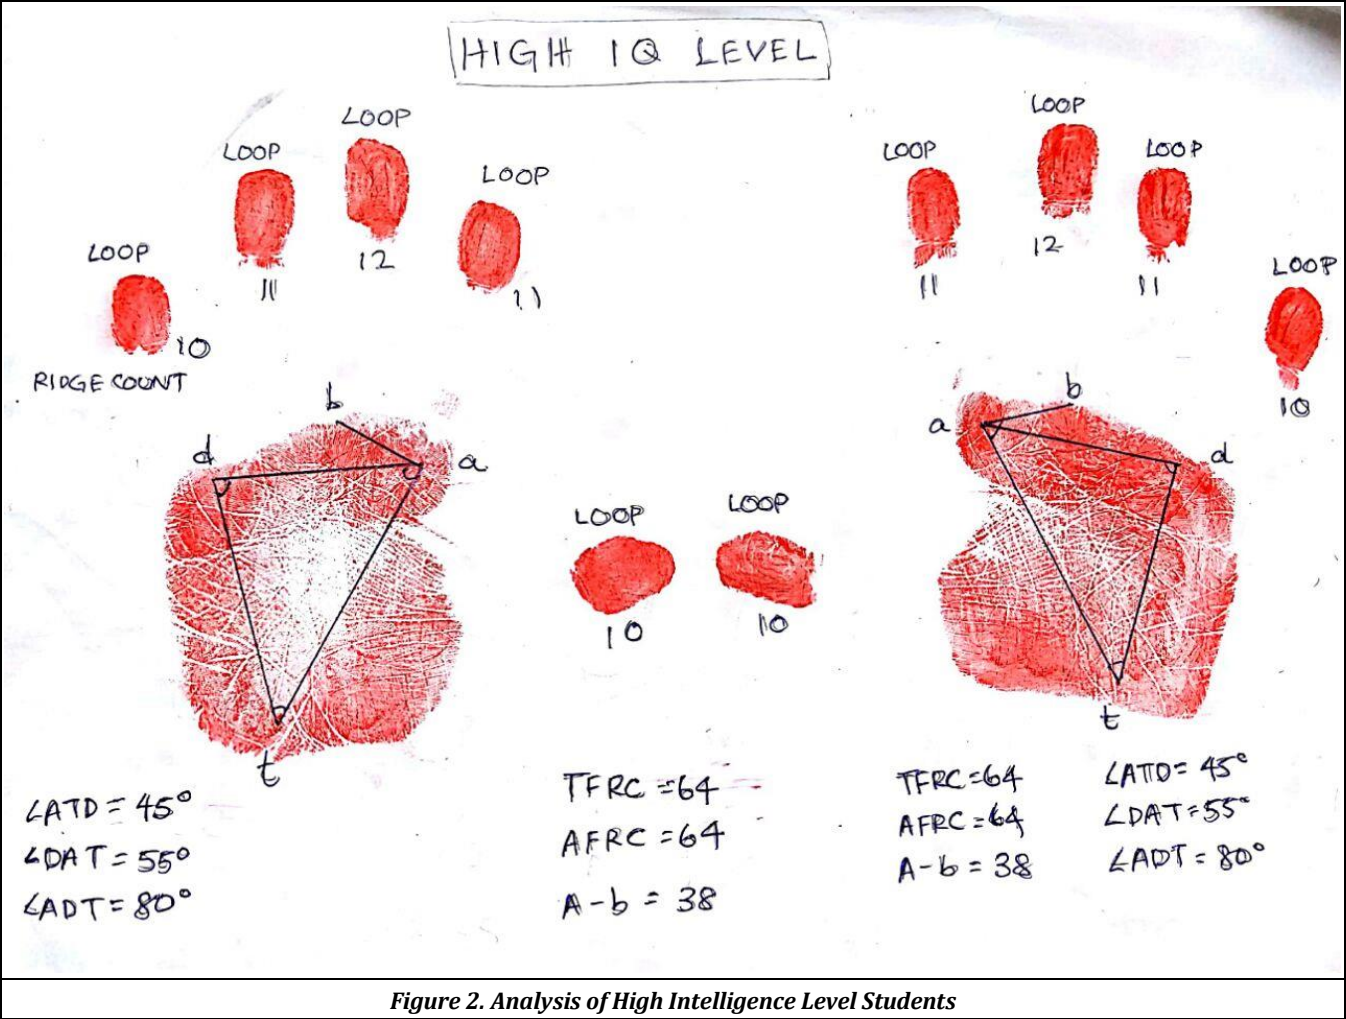 HIGH IQ LEVEL
LOOP
LOOP
LOOP
LOOP
10
11
12
11
RIDGE COUNT
LOOP
LOOP
LOOP
LOOP
11
12
11
10
b
d
a
t
a
b
d
t
LOOP
LOOP
10
10
∠ATD = 45°
∠DAT = 55°
∠ADT = 80°
TFRC = 64
AFRC = 64
A-b = 38
TFRC = 64
AFRC = 64
A-b = 38
∠ATD = 45°
∠DAT = 55°
∠ADT = 80°
Figure 2. Analysis of High Intelligence Level Students